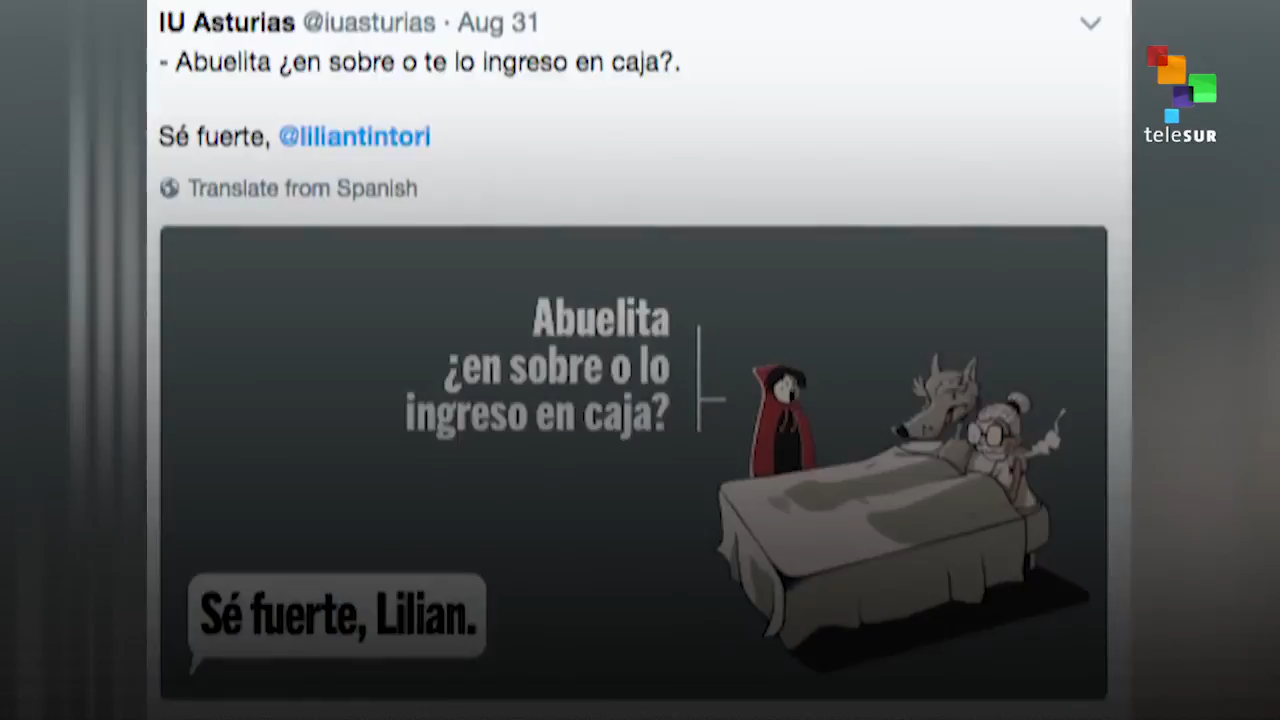 IU Asturias @iuasturias · Aug 31
- Abuelita ¿en sobre o te lo ingreso en caja?.
Sé fuerte, @liliantintori
Translate from Spanish
Abuelita
¿en sobre o lo
ingreso en caja?
Sé fuerte, Lilian.
teleSUR